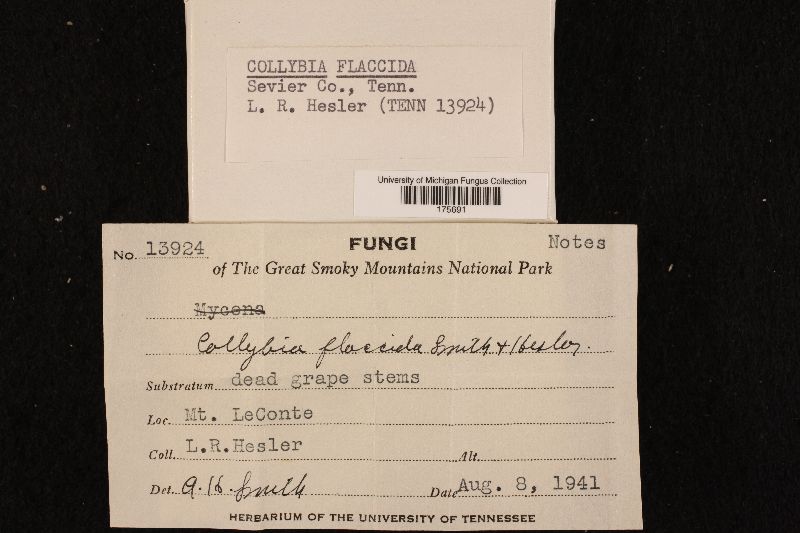 COLLYBIA FLACCIDA
Sevier Co., Tenn.
L. R. Hesler (TENN 13924)
University of Michigan Fungus Collection
175691
No. 13924 FUNGI Notes
of The Great Smoky Mountains National Park
Mycena
Collybia flaccida Smith & Hesler.
Substratum dead grape stems
Loc. Mt. LeConte
Coll. L.R.Hesler Alt.
Det. A.H. Smith Date Aug. 8, 1941
HERBARIUM OF THE UNIVERSITY OF TENNESSEE